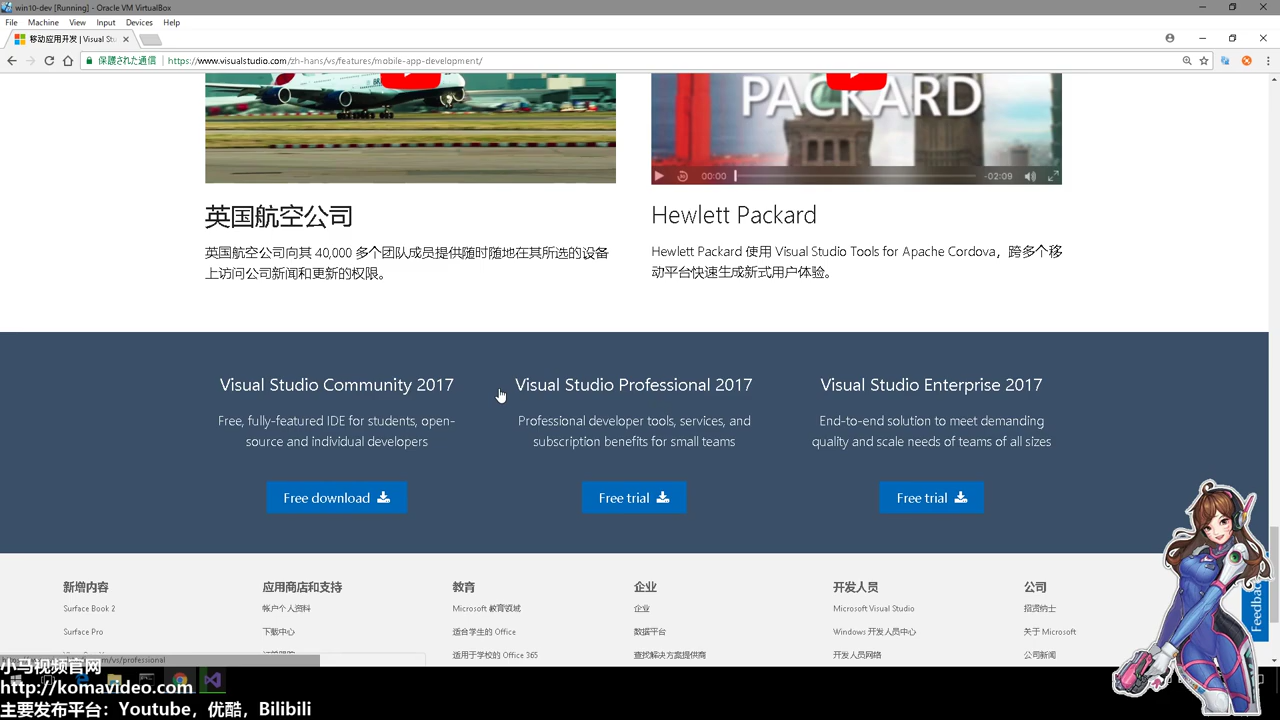 win10-dev [Running] - Oracle VM VirtualBox
File Machine View Input Devices Help
移动应用开发 | Visual Stu
保護された通信 https://www.visualstudio.com/zh-hans/vs/features/mobile-app-development/
PACKARD
00:00 -02:09
英国航空公司
英国航空公司向其 40,000 多个团队成员提供随时随地在其所选的设备
上访问公司新闻和更新的权限。
Hewlett Packard
Hewlett Packard 使用 Visual Studio Tools for Apache Cordova，跨多个移
动平台快速生成新式用户体验。
Visual Studio Community 2017
Free, fully-featured IDE for students, open-
source and individual developers
Free download
Visual Studio Professional 2017
Professional developer tools, services, and
subscription benefits for small teams
Free trial
Visual Studio Enterprise 2017
End-to-end solution to meet demanding
quality and scale needs of teams of all sizes
Free trial
Feedbac
新增内容
Surface Book 2
Surface Pro
应用商店和支持
帐户个人资料
下载中心
教育
Microsoft 教育领域
适合学生的 Office
适用于学校的 Office 365
企业
企业
数据平台
查找解决方案提供商
开发人员
Microsoft Visual Studio
Windows 开发人员中心
开发人员网络
公司
招贤纳士
关于 Microsoft
公司新闻
小马视频官网
http://komavideo.com
主要发布平台：Youtube，优酷，Bilibili